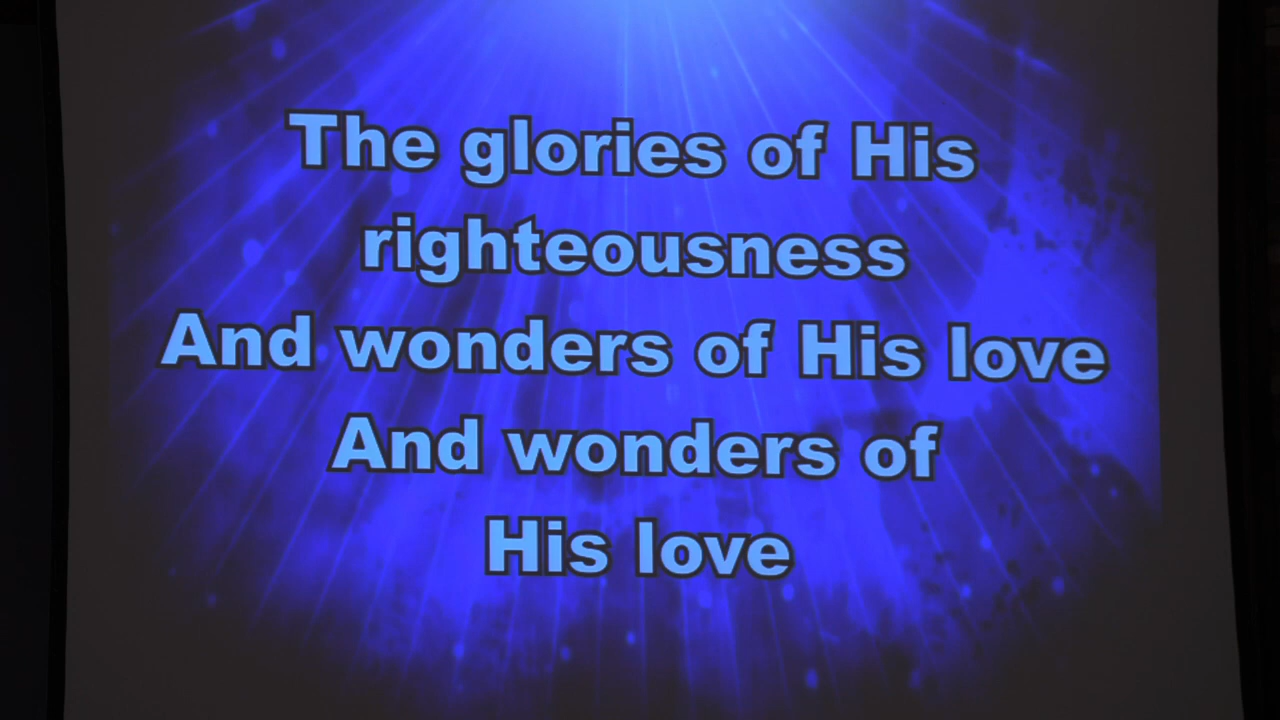 The glories of His
righteousness
And wonders of His love
And wonders of
His love